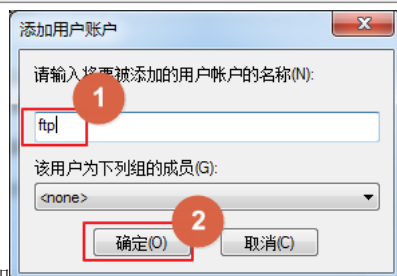 添加用户账户
请输入将要被添加的用户帐户的名称(N):
1
ftp
该用户为下列组的成员(G):
<none>
2
确定(O)
取消(C)